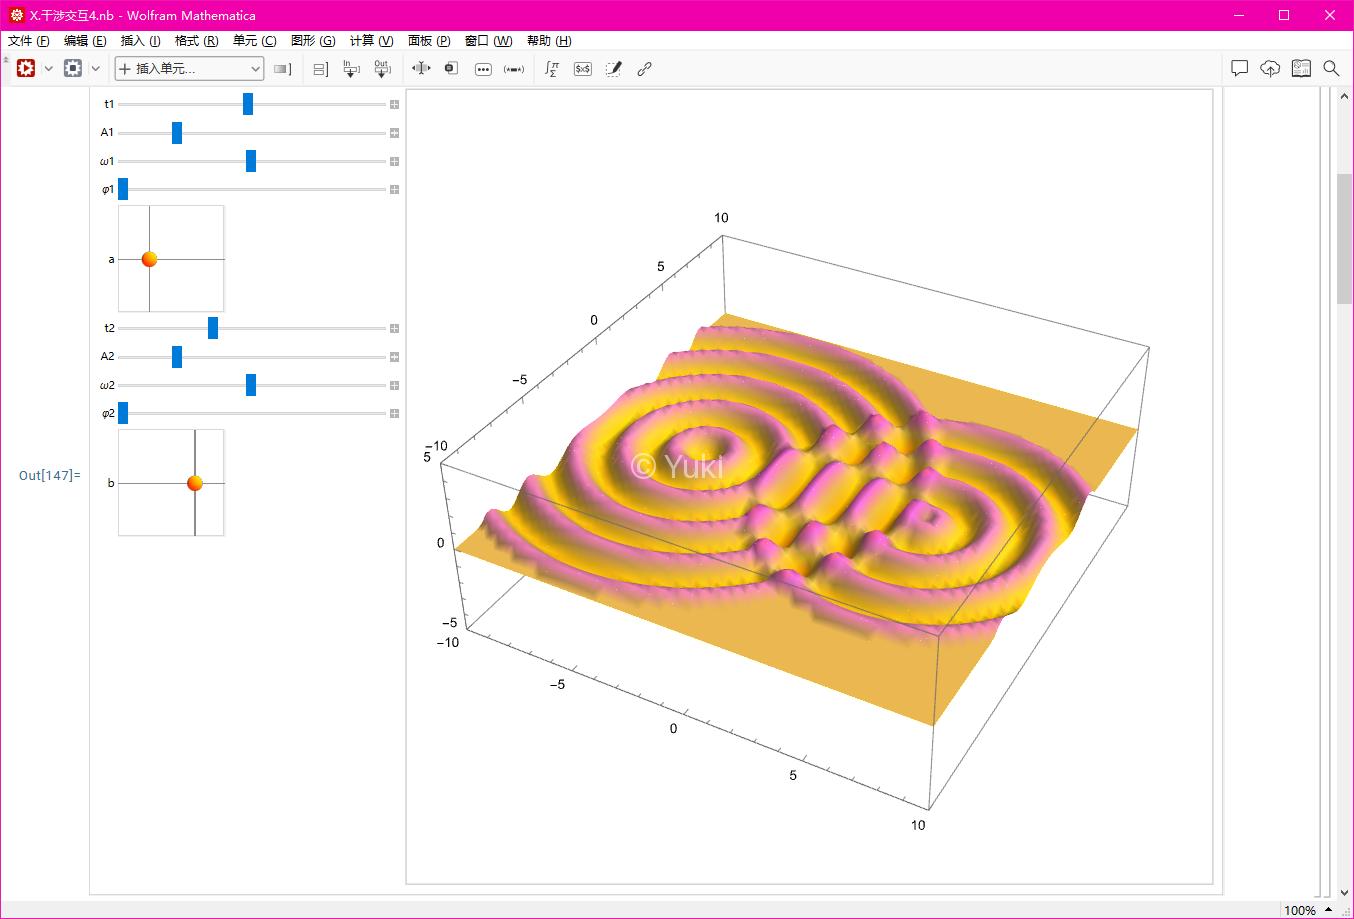 X.干涉交互4.nb - Wolfram Mathematica
文件 (F) 编辑 (E) 插入 (I) 格式 (R) 单元 (C) 图形 (G) 计算 (V) 面板 (P) 窗口 (W) 帮助 (H)
插入单元...
In
Out
$x$
t1
A1
ω1
φ1
a
t2
A2
ω2
φ2
b
Out[147]=
10
5
0
−5
−10
5
0
−5
−10
−5
0
5
10
© Yuki
100%